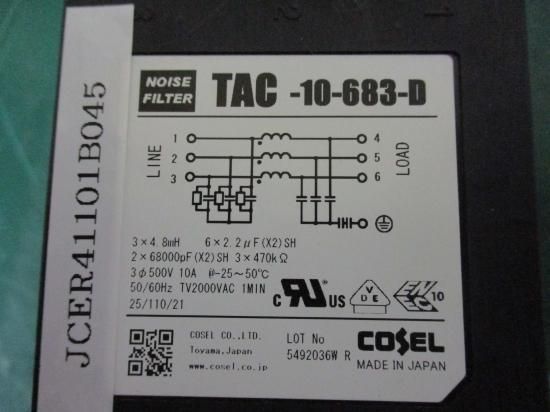 JCER41101B045
NOISE FILTER
TAC -10-683-D
LINE
LOAD
1
2
3
4
5
6
3×4.8mH 6×2.2μF(X2)SH
2×68000pF(X2)SH 3×470kΩ
3φ500V 10A @-25~50℃
50/60Hz TV2000VAC 1MIN
25/110/21
c RU US
VDE
ENEC 10
COSEL CO.,LTD.
Toyama,Japan
www.cosel.co.jp
LOT No
5492036W R
COSEL
MADE IN JAPAN